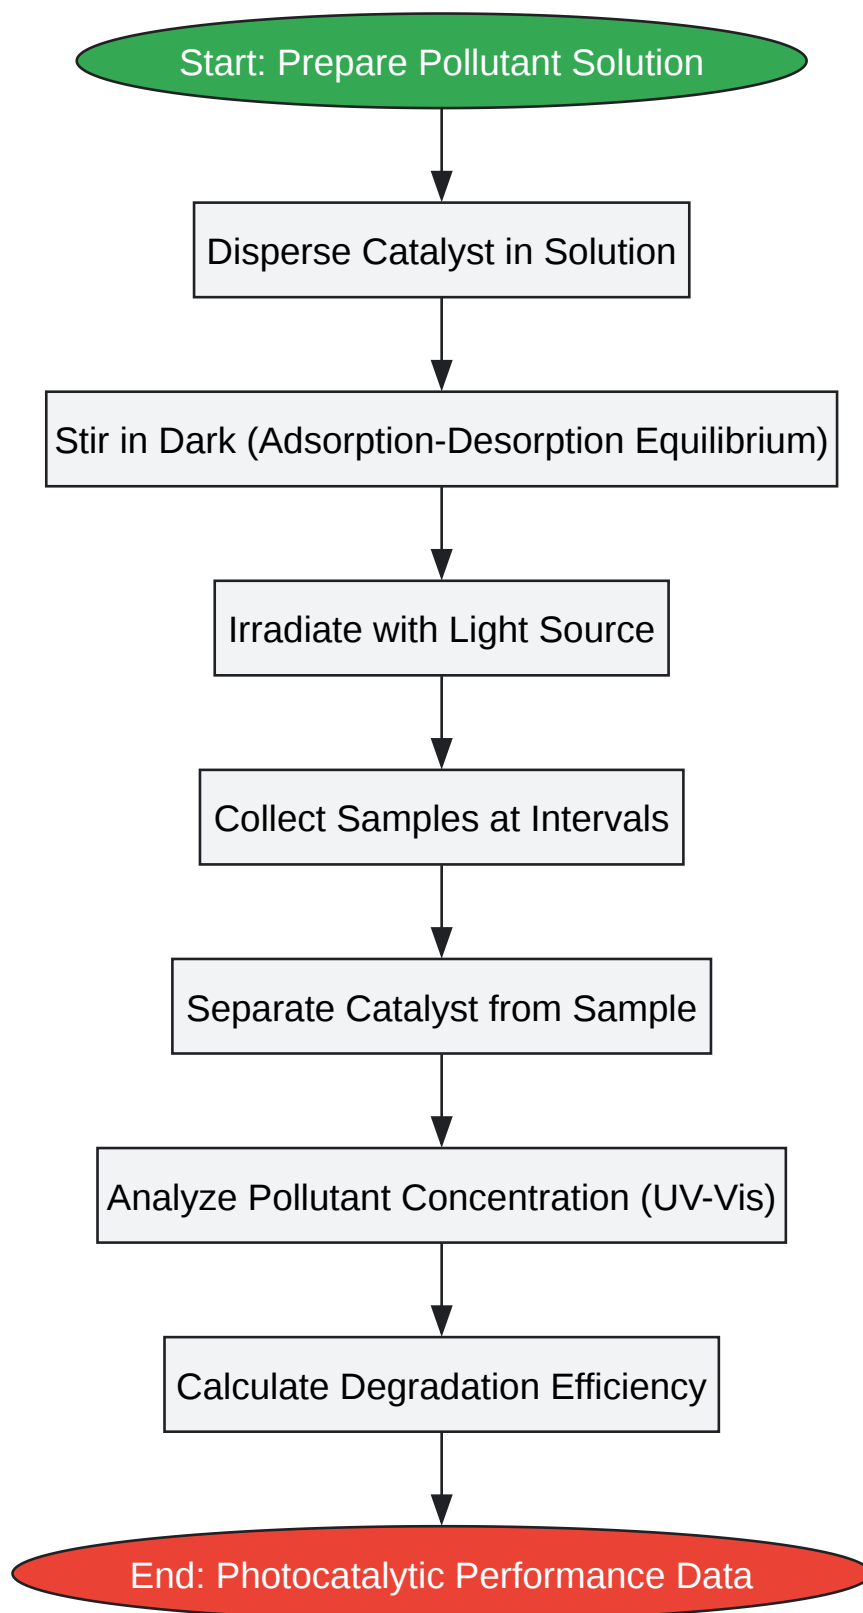 Start: Prepare Pollutant Solution
Disperse Catalyst in Solution
Stir in Dark (Adsorption-Desorption Equilibrium)
Irradiate with Light Source
Collect Samples at Intervals
Separate Catalyst from Sample
Analyze Pollutant Concentration (UV-Vis)
Calculate Degradation Efficiency
End: Photocatalytic Performance Data